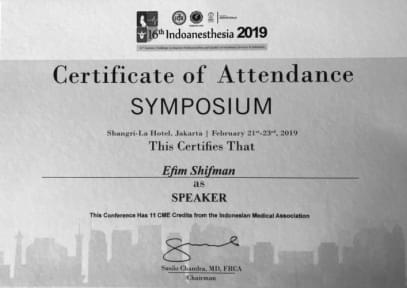 16th Indoanesthesia 2019
Certificate of Attendance
SYMPOSIUM
Shangri-La Hotel, Jakarta | February 21st-23rd, 2019
This Certifies That
Efim Shifman
as
SPEAKER
This Conference Has 11 CME Credits from the Indonesian Medical Association
Susilo Chandra, MD, FRCA
Chairman